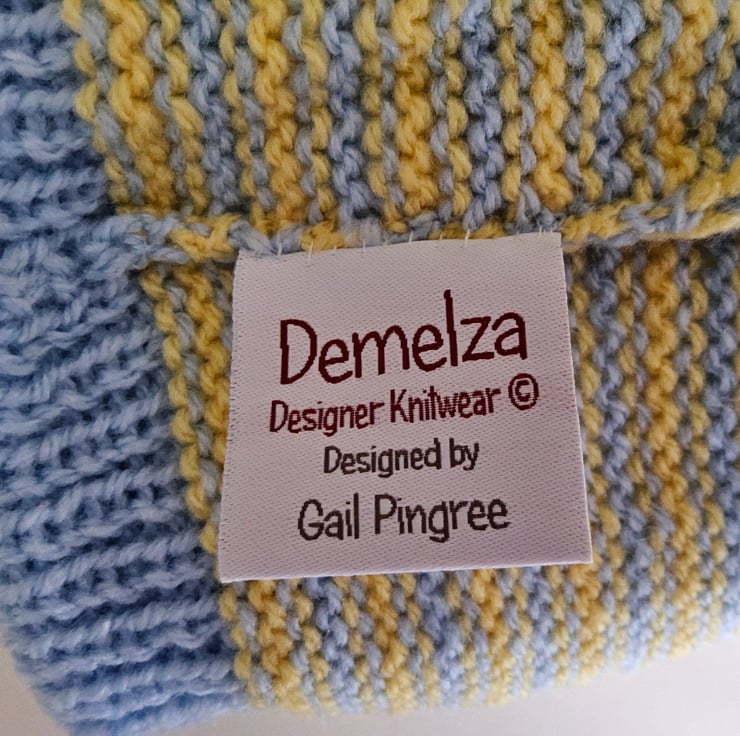 Demelza
Designer Knitwear ©
Designed by
Gail Pingree